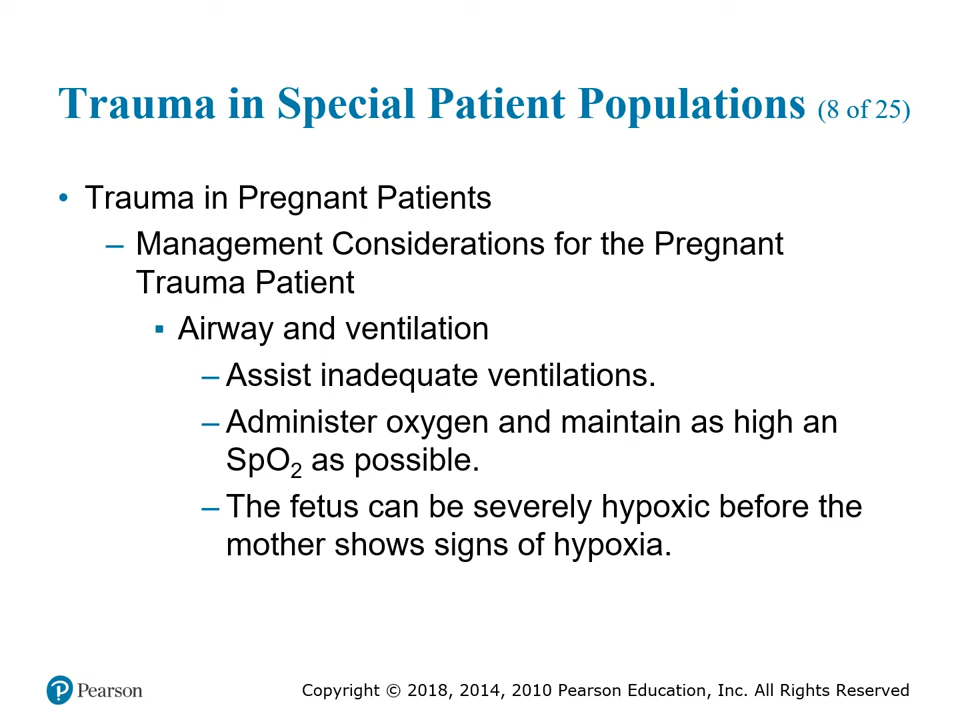 Trauma in Special Patient Populations (8 of 25)
• Trauma in Pregnant Patients
– Management Considerations for the Pregnant
Trauma Patient
▪ Airway and ventilation
– Assist inadequate ventilations.
– Administer oxygen and maintain as high an
SpO₂ as possible.
– The fetus can be severely hypoxic before the
mother shows signs of hypoxia.
Pearson
Copyright © 2018, 2014, 2010 Pearson Education, Inc. All Rights Reserved